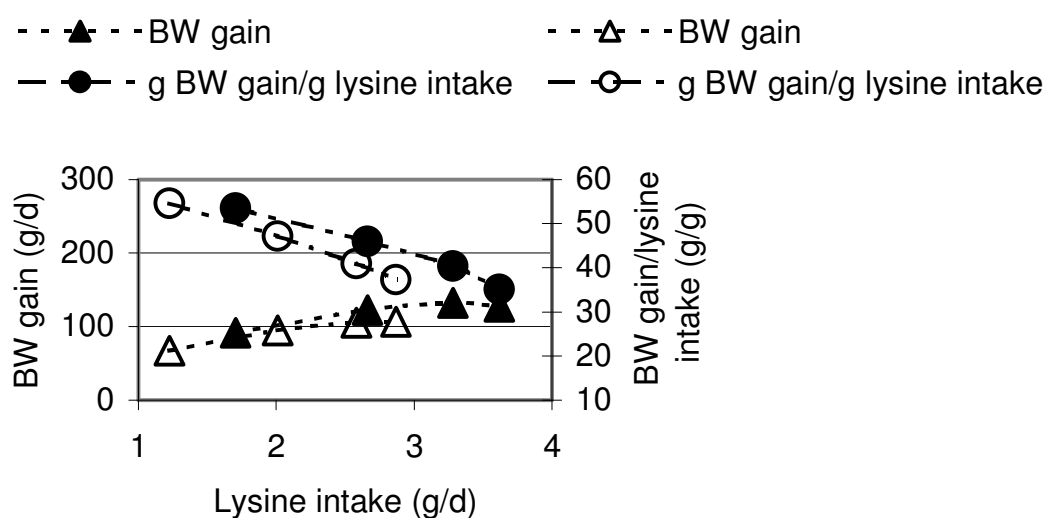 BW gain
BW gain
g BW gain/g lysine intake
g BW gain/g lysine intake
BW gain (g/d)
300
200
100
0
60
50
40
30
20
10
BW gain/lysine
intake (g/g)
1 2 3 4
Lysine intake (g/d)